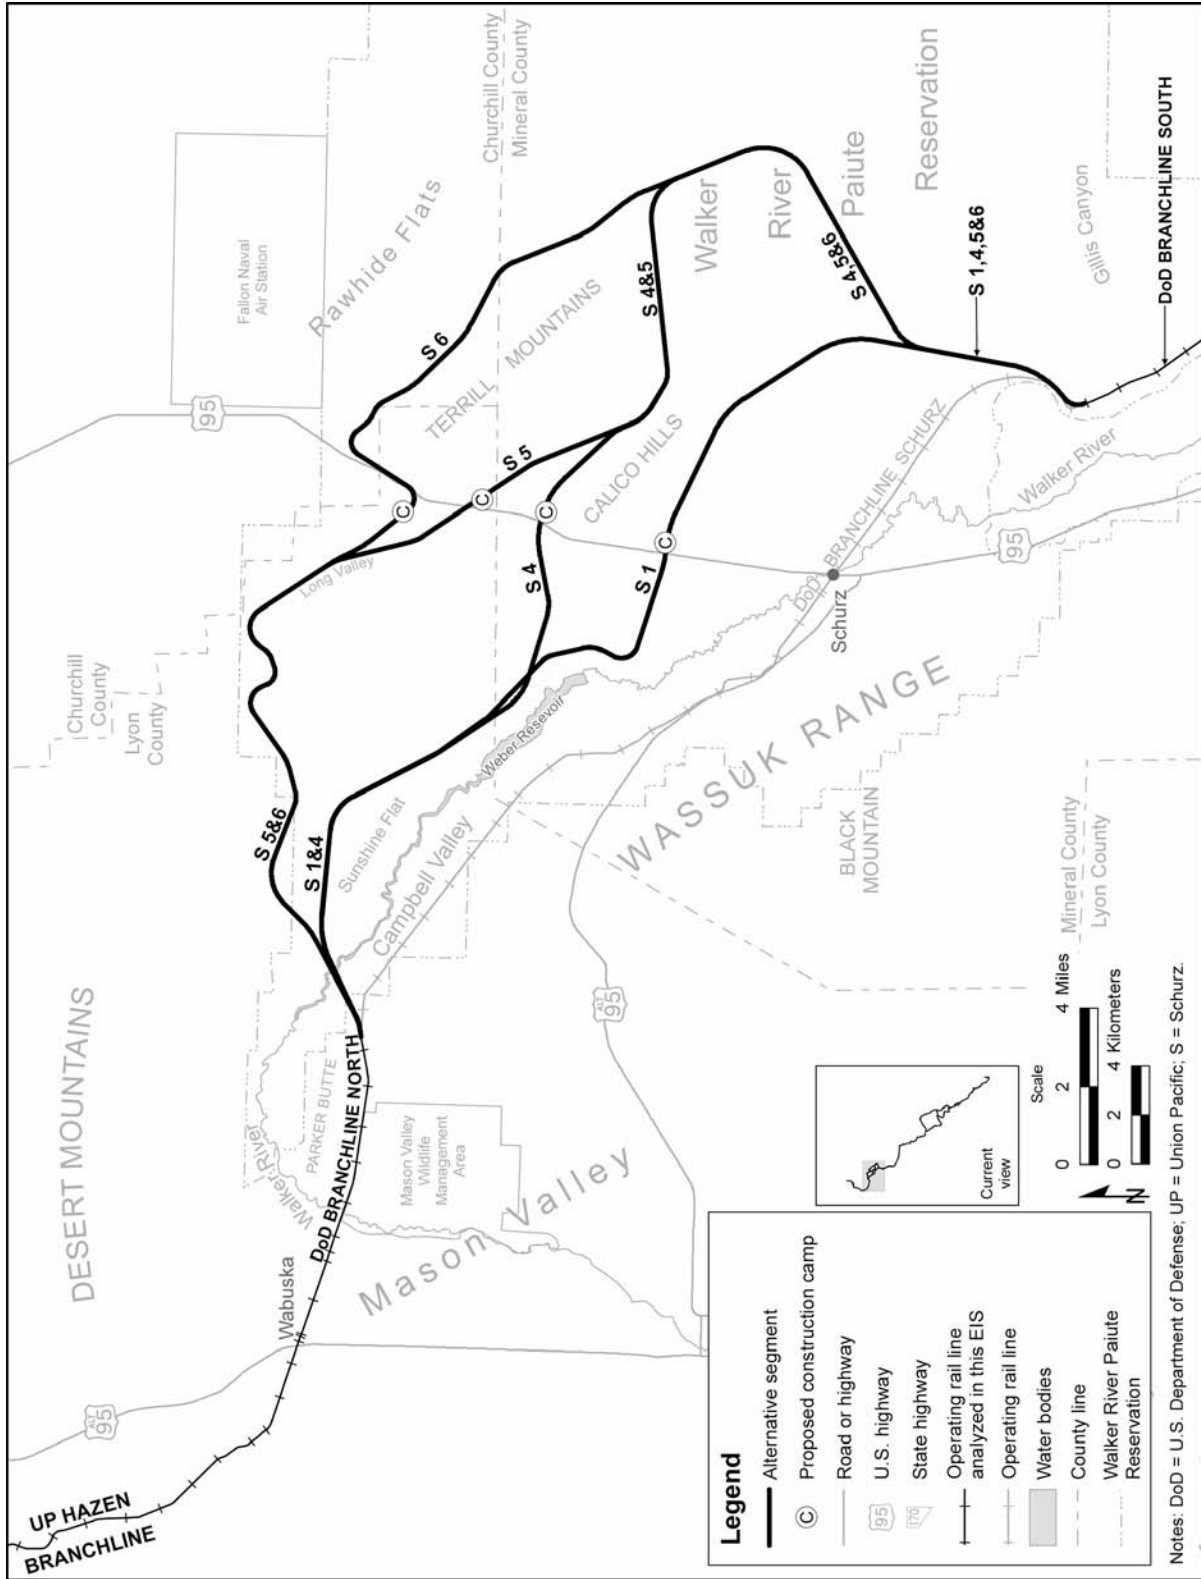 UP HAZEN
BRANCHLINE
ALT
95
DESERT MOUNTAINS
Wabuska
Walker River
DoD BRANCHLINE NORTH
PARKER BUTTE
Mason Valley
Wildlife
Management
Area
Mason Valley
Churchill
County
Lyon
County
S 5&6
S 1&4
Sunshine Flat
Campbell Valley
Weber Resevoir
Long Valley
95
Fallon Naval
Air Station
Rawhide Flats
S 6
TERRILL MOUNTAINS
Churchill County
Mineral County
S 5
C
C
C
C
S 4
S 4&5
CALICO HILLS
S 1
Walker
River
Paiute
Reservation
S 4,5&6
S 1,4,5&6
DoD BRANCHLINE SCHURZ
Schurz
Walker River
95
Gillis Canyon
DoD BRANCHLINE SOUTH
ALT
95
WASSUK RANGE
BLACK
MOUNTAIN
Mineral County
Lyon County
Legend
Alternative segment
C Proposed construction camp
Road or highway
95 U.S. highway
170 State highway
Operating rail line
analyzed in this EIS
Operating rail line
Water bodies
County line
Walker River Paiute
Reservation
Current
view
N
Scale
0 2 4 Miles
0 2 4 Kilometers
Notes: DoD = U.S. Department of Defense; UP = Union Pacific; S = Schurz.